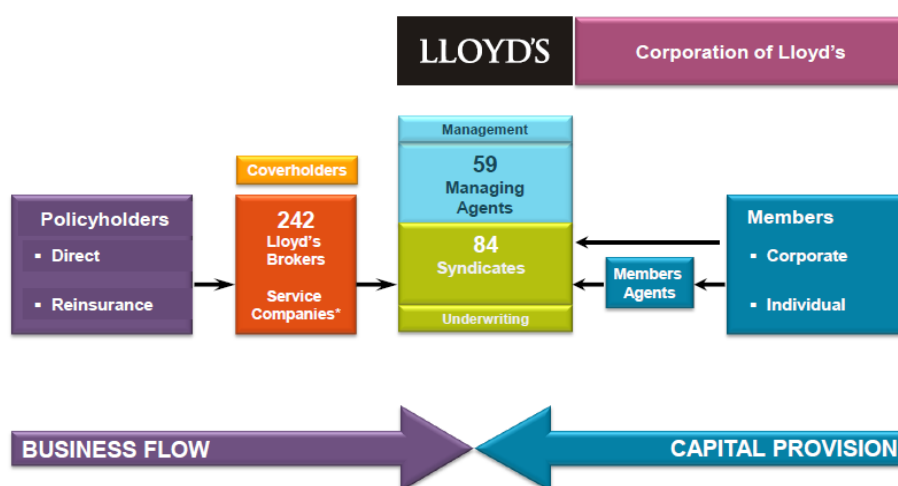 LLOYD'S
Corporation of Lloyd's
Management
59
Managing
Agents
84
Syndicates
Underwriting
Coverholders
242
Lloyd's
Brokers
Service
Companies*
Policyholders
▪ Direct
▪ Reinsurance
Members
Agents
Members
▪ Corporate
▪ Individual
BUSINESS FLOW
CAPITAL PROVISION